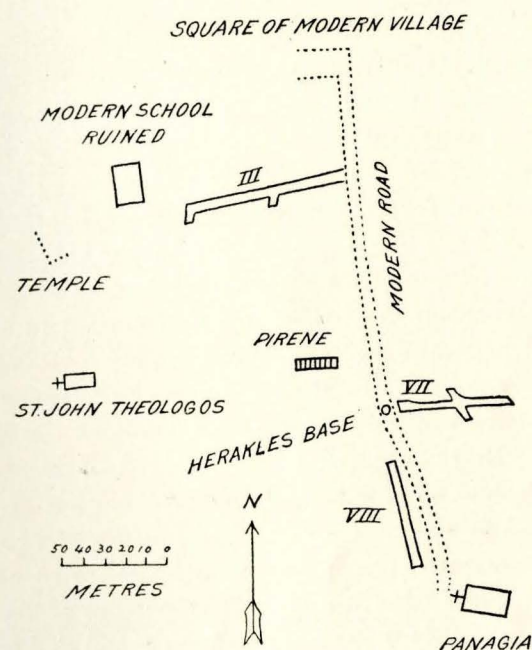 SQUARE OF MODERN VILLAGE
MODERN SCHOOL
RUINED
III
MODERN ROAD
TEMPLE
PIRENE
ST. JOHN THEOLOGOS
VII
HERAKLES BASE
VIII
N
50 40 30 20 10 0
METRES
PANAGIA